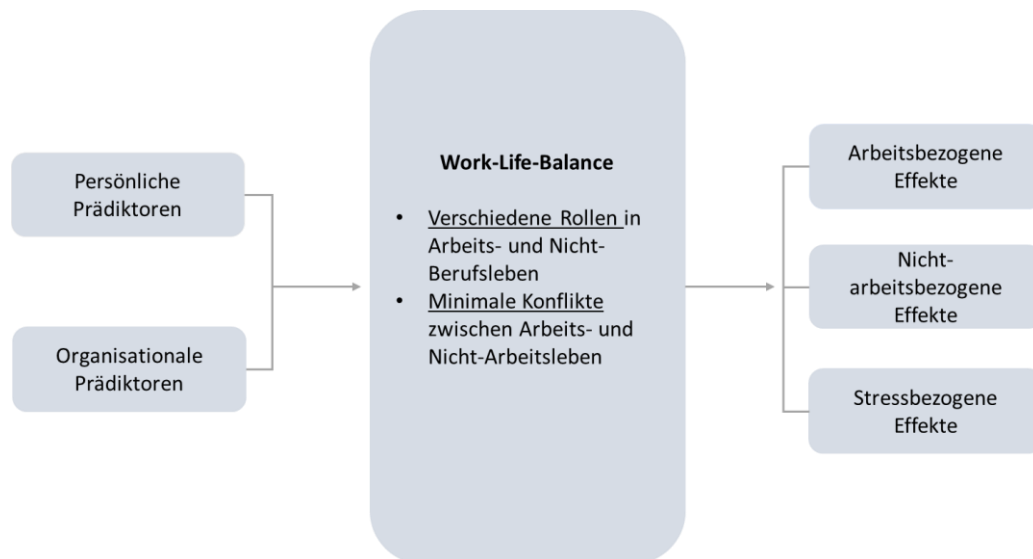 Persönliche
Prädiktoren
Organisationale
Prädiktoren
Work-Life-Balance
• Verschiedene Rollen in
Arbeits- und Nicht-
Berufsleben
• Minimale Konflikte
zwischen Arbeits- und
Nicht-Arbeitsleben
Arbeitsbezogene
Effekte
Nicht-
arbeitsbezogene
Effekte
Stressbezogene
Effekte